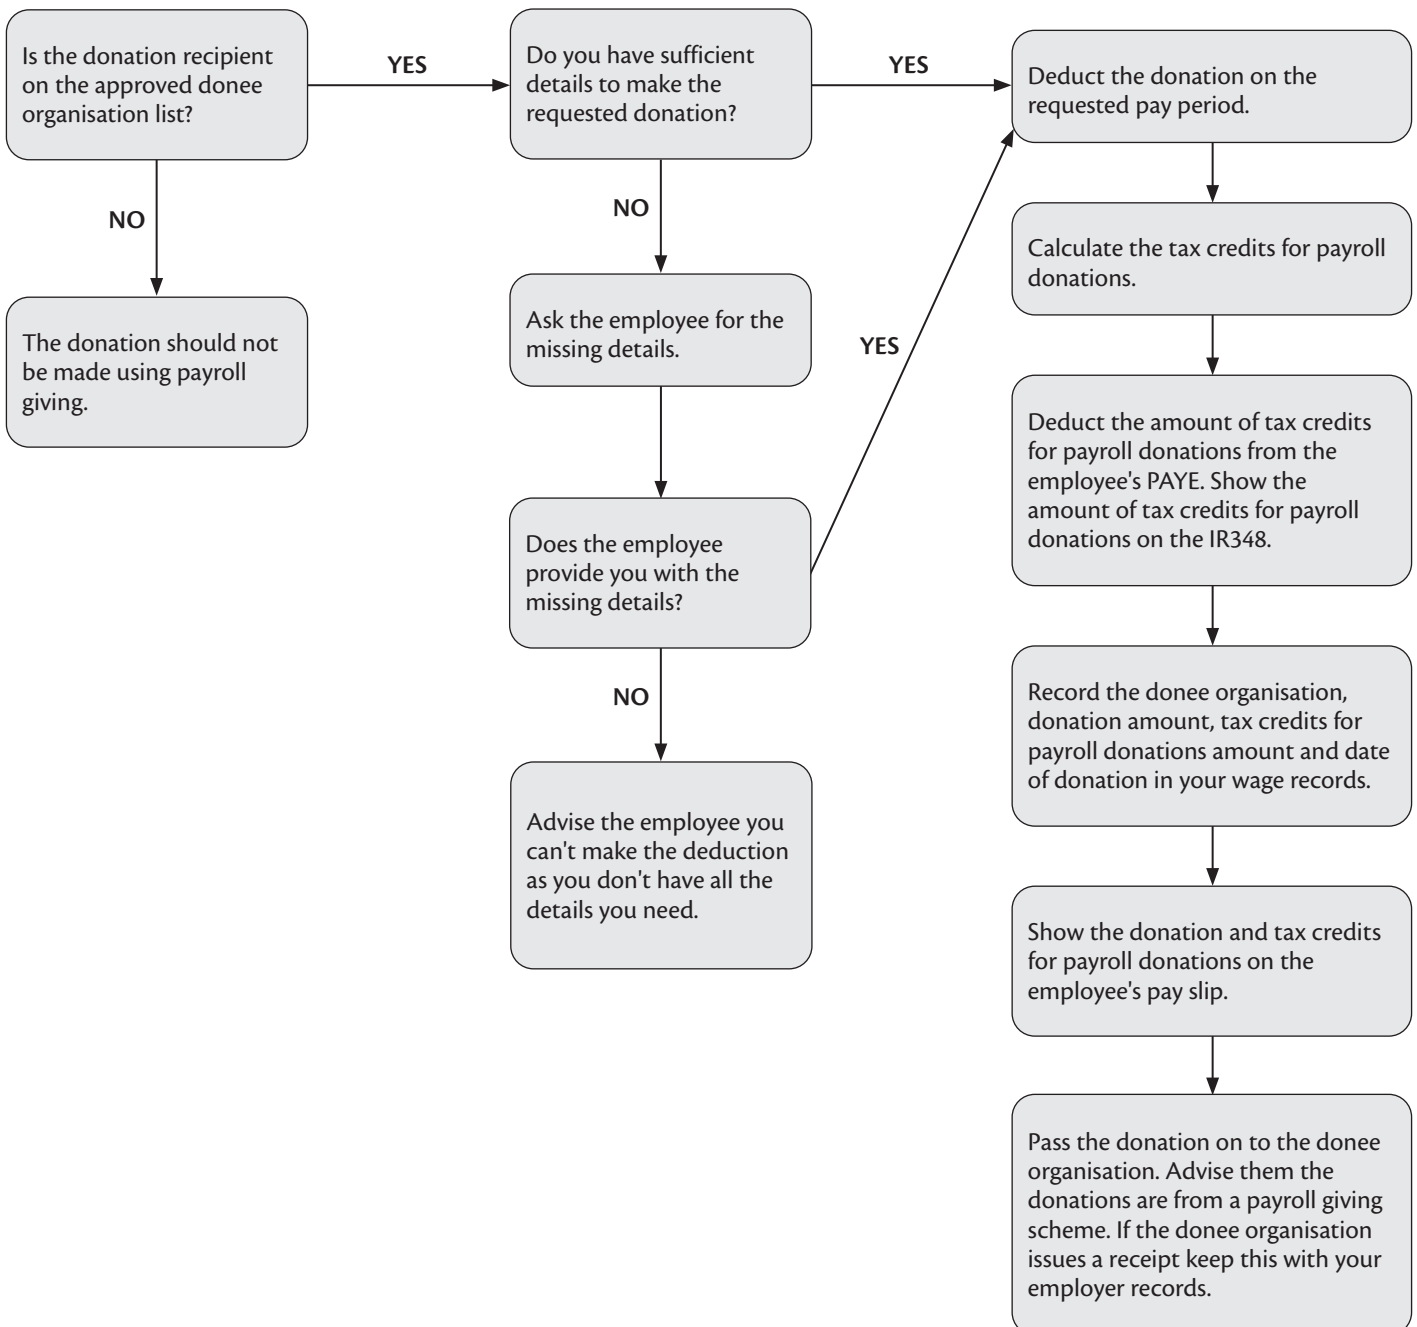 Is the donation recipient
on the approved donee
organisation list?
YES
Do you have sufficient
details to make the
requested donation?
YES
Deduct the donation on the
requested pay period.
NO
The donation should not
be made using payroll
giving.
NO
Ask the employee for the
missing details.
Does the employee
provide you with the
missing details?
YES
NO
Advise the employee you
can't make the deduction
as you don't have all the
details you need.
Calculate the tax credits for payroll
donations.
Deduct the amount of tax credits
for payroll donations from the
employee's PAYE. Show the
amount of tax credits for payroll
donations on the IR348.
Record the donee organisation,
donation amount, tax credits for
payroll donations amount and date
of donation in your wage records.
Show the donation and tax credits
for payroll donations on the
employee's pay slip.
Pass the donation on to the donee
organisation. Advise them the
donations are from a payroll giving
scheme. If the donee organisation
issues a receipt keep this with your
employer records.